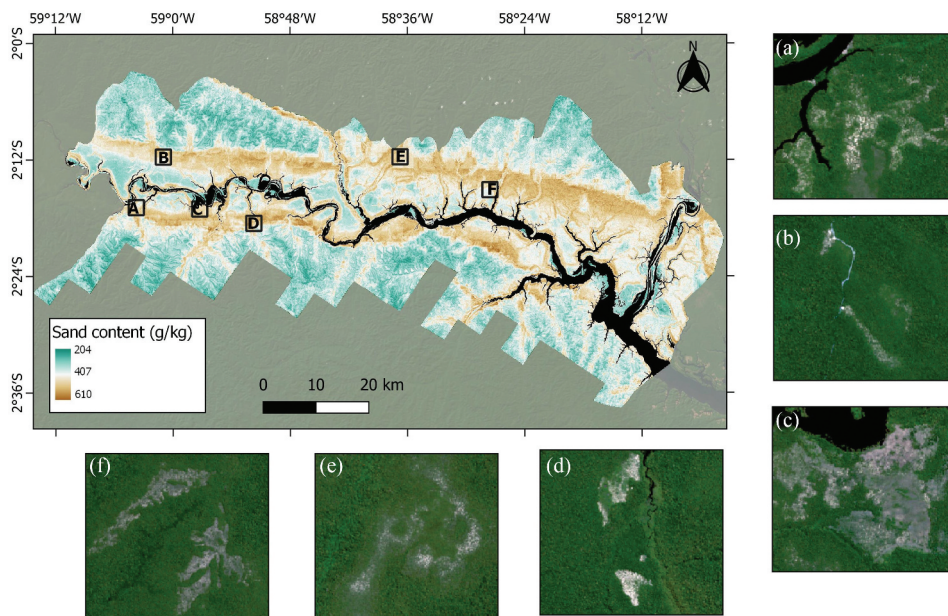 59°12'W 59°0'W 58°48'W 58°36'W 58°24'W 58°12'W
2°0'S
2°12'S
2°24'S
2°36'S
N
B
E
F
A
C
D
Sand content (g/kg)
204
407
610
0 10 20 km
(a)
(b)
(c)
(f)
(e)
(d)